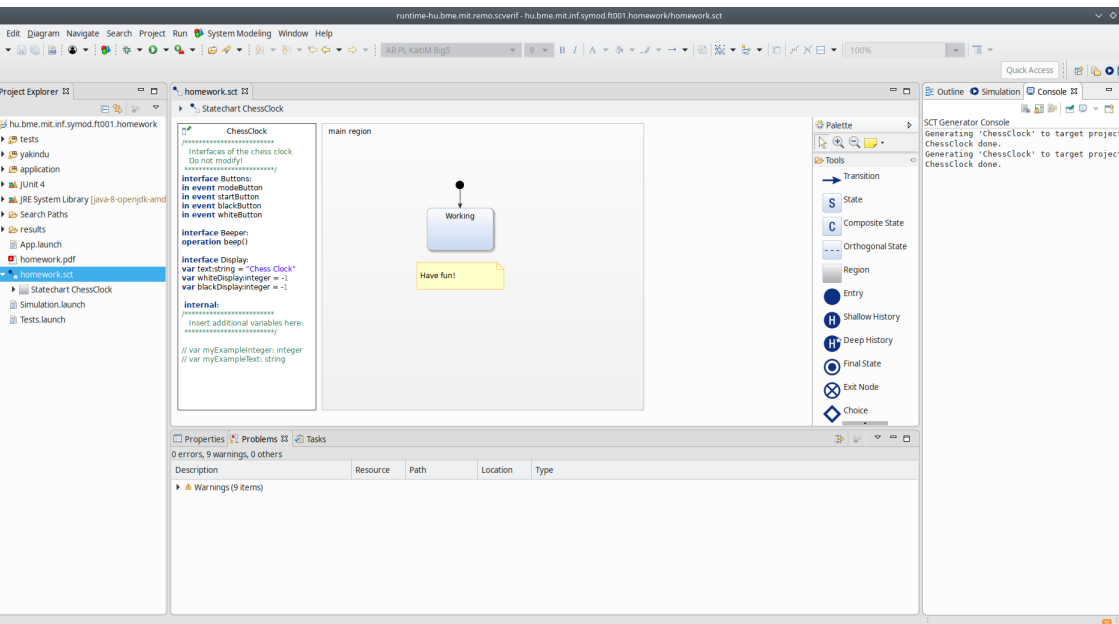 runtime-hu.bme.mit.remo.scverif - hu.bme.mit.inf.symod.ft001.homework/homework.sct
Edit Diagram Navigate Search Project Run System Modeling Window Help
AR PL KaitiM Big5 9 B I A 100%
Quick Access
Project Explorer
hu.bme.mit.inf.symod.ft001.homework
tests
yakindu
application
JUnit 4
JRE System Library [java-8-openjdk-amd
Search Paths
results
App.launch
homework.pdf
homework.sct
Statechart ChessClock
Simulation.launch
Tests.launch
homework.sct
Statechart ChessClock
ChessClock
/*************************
Interfaces of the chess clock
Do not modify!
*************************/
interface Buttons:
in event modeButton
in event startButton
in event blackButton
in event whiteButton
interface Beeper:
operation beep()
interface Display:
var text:string = "Chess Clock"
var whiteDisplay:integer = -1
var blackDisplay:integer = -1
internal:
/*************************
Insert additional variables here:
*************************/
// var myExampleInteger: integer
// var myExampleText: string
main region
Working
Have fun!
Palette
Tools
Transition
S State
C Composite State
Orthogonal State
Region
Entry
H Shallow History
H* Deep History
Final State
Exit Node
Choice
Properties Problems Tasks
0 errors, 9 warnings, 0 others
Description Resource Path Location Type
Warnings (9 items)
Outline Simulation Console
SCT Generator Console
Generating 'ChessClock' to target project
ChessClock done.
Generating 'ChessClock' to target project
ChessClock done.